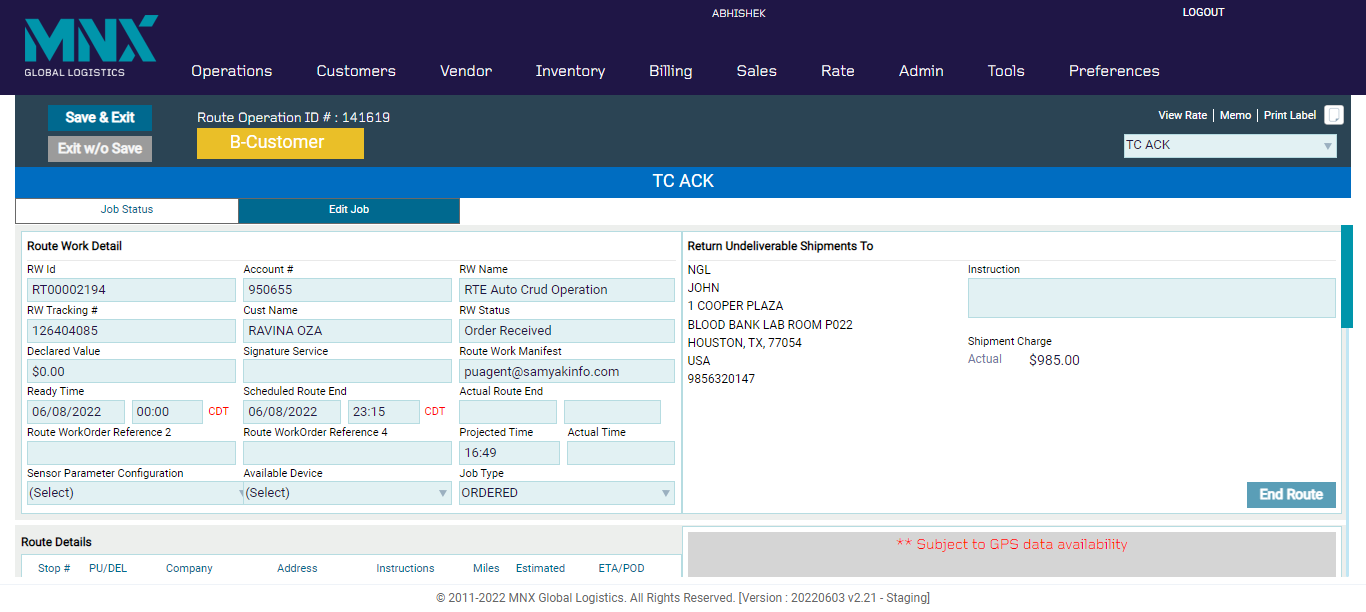 ABHISHEK
LOGOUT
MNX
GLOBAL LOGISTICS
Operations Customers Vendor Inventory Billing Sales Rate Admin Tools Preferences
Save & Exit
Exit w/o Save
Route Operation ID # : 141619
B-Customer
View Rate | Memo | Print Label
TC ACK
TC ACK
Job Status
Edit Job
Route Work Detail
RW Id Account # RW Name
RT00002194 950655 RTE Auto Crud Operation
RW Tracking # Cust Name RW Status
126404085 RAVINA OZA Order Received
Declared Value Signature Service Route Work Manifest
$0.00 puagent@samyakinfo.com
Ready Time Scheduled Route End Actual Route End
06/08/2022 00:00 CDT 06/08/2022 23:15 CDT
Route WorkOrder Reference 2 Route WorkOrder Reference 4 Projected Time Actual Time
16:49
Sensor Parameter Configuration Available Device Job Type
(Select) (Select) ORDERED
Return Undeliverable Shipments To
NGL
JOHN
1 COOPER PLAZA
BLOOD BANK LAB ROOM P022
HOUSTON, TX, 77054
USA
9856320147
Instruction
Shipment Charge
Actual $985.00
End Route
Route Details
Stop # PU/DEL Company Address Instructions Miles Estimated ETA/POD
** Subject to GPS data availability
© 2011-2022 MNX Global Logistics. All Rights Reserved. [Version : 20220603 v2.21 - Staging]